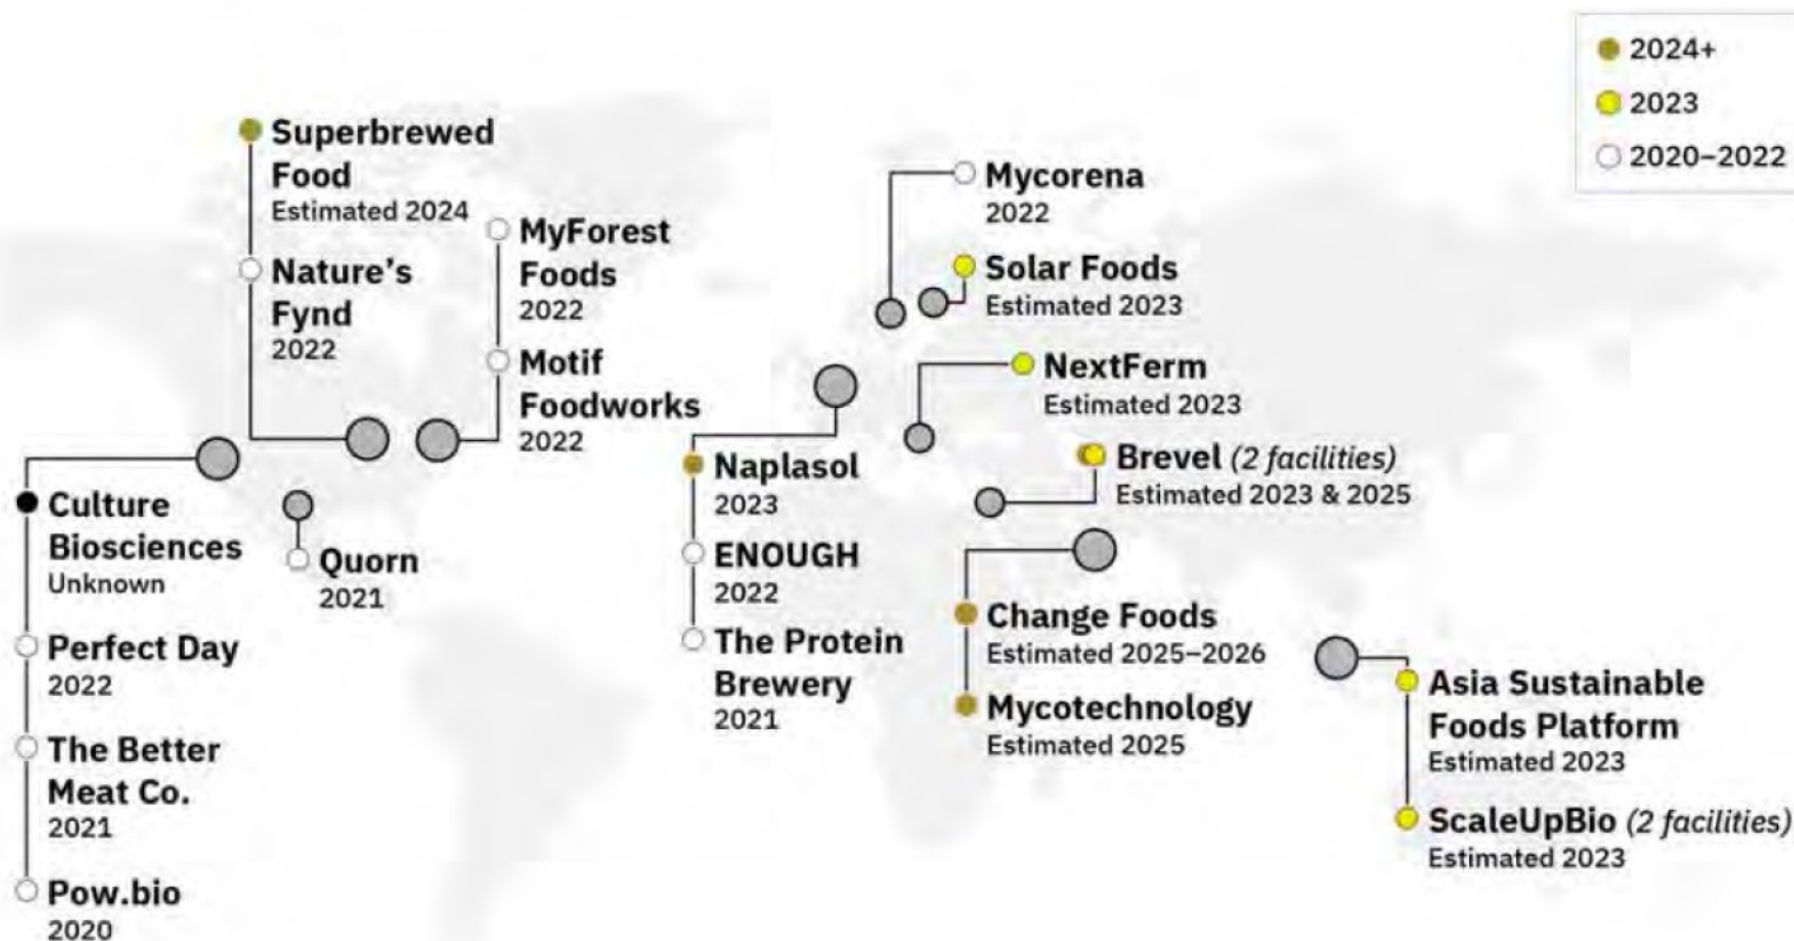 2024+
2023
2020–2022
Superbrewed
Food
Estimated 2024
Nature's
Fynd
2022
MyForest
Foods
2022
Motif
Foodworks
2022
Culture
Biosciences
Unknown
Perfect Day
2022
The Better
Meat Co.
2021
Pow.bio
2020
Quorn
2021
Mycorena
2022
Solar Foods
Estimated 2023
NextFerm
Estimated 2023
Naplasol
2023
ENOUGH
2022
The Protein
Brewery
2021
Brevel (2 facilities)
Estimated 2023 & 2025
Change Foods
Estimated 2025–2026
Mycotechnology
Estimated 2025
Asia Sustainable
Foods Platform
Estimated 2023
ScaleUpBio (2 facilities)
Estimated 2023